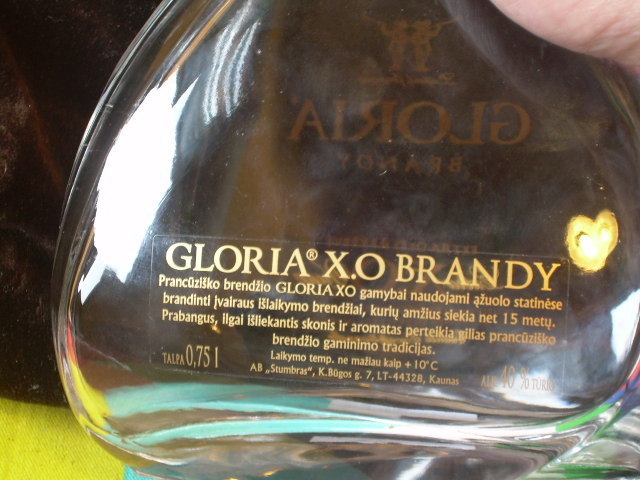 GLORIA
BRANDY
GLORIA® X.O BRANDY
Prancūziško brendžio GLORIA XO gamybai naudojami ąžuolo statinėse
brandinti įvairaus išlaikymo brendžiai, kurių amžius siekia net 15 metų.
Prabangus, ilgai išliekantis skonis ir aromatas perteikia gilias prancūziško
brendžio gaminimo tradicijas.
TALPA 0,75 l
Laikymo temp. ne mažiau kaip +10°C
AB „Stumbras“, K.Būgos g. 7, LT-44328, Kaunas
ALK. 40 % TŪRIO